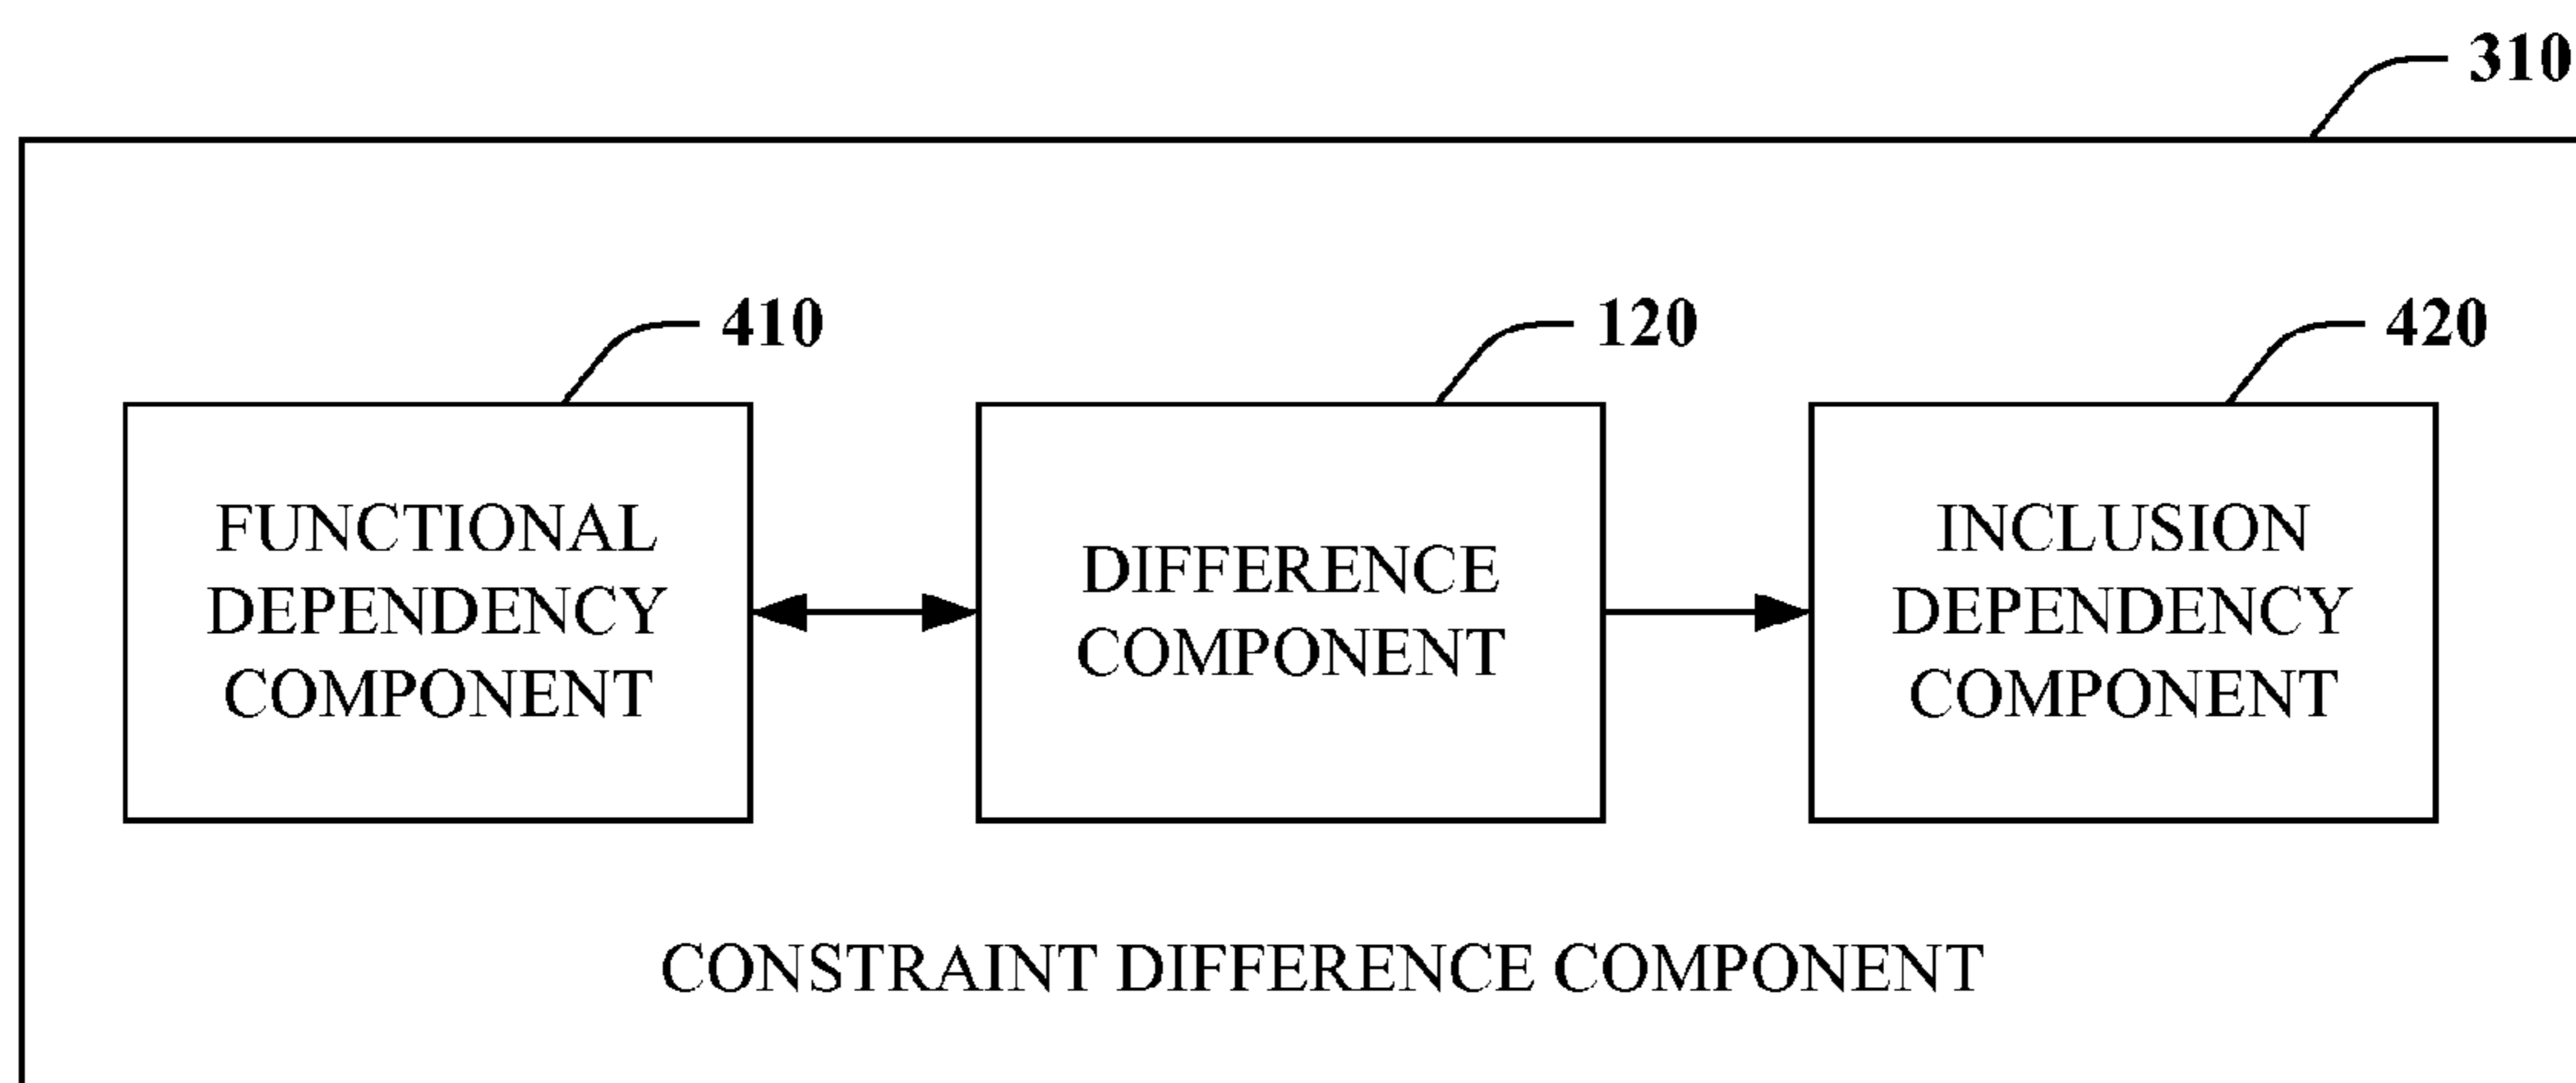 310
410
120
420
FUNCTIONAL
DEPENDENCY
COMPONENT
DIFFERENCE
COMPONENT
INCLUSION
DEPENDENCY
COMPONENT
CONSTRAINT DIFFERENCE COMPONENT